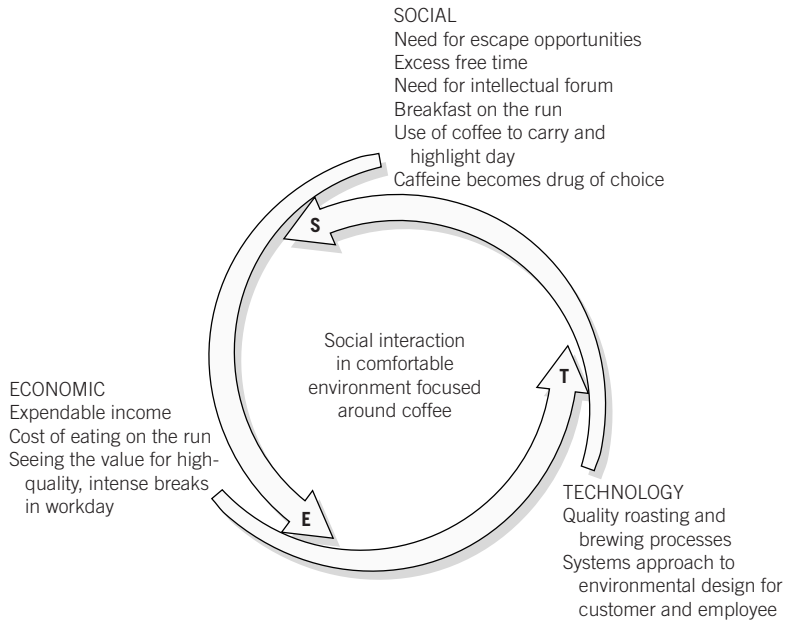 SOCIAL
Need for escape opportunities
Excess free time
Need for intellectual forum
Breakfast on the run
Use of coffee to carry and
highlight day
Caffeine becomes drug of choice
S
Social interaction
in comfortable
environment focused
around coffee
T
ECONOMIC
Expendable income
Cost of eating on the run
Seeing the value for high-
quality, intense breaks
in workday
E
TECHNOLOGY
Quality roasting and
brewing processes
Systems approach to
environmental design for
customer and employee